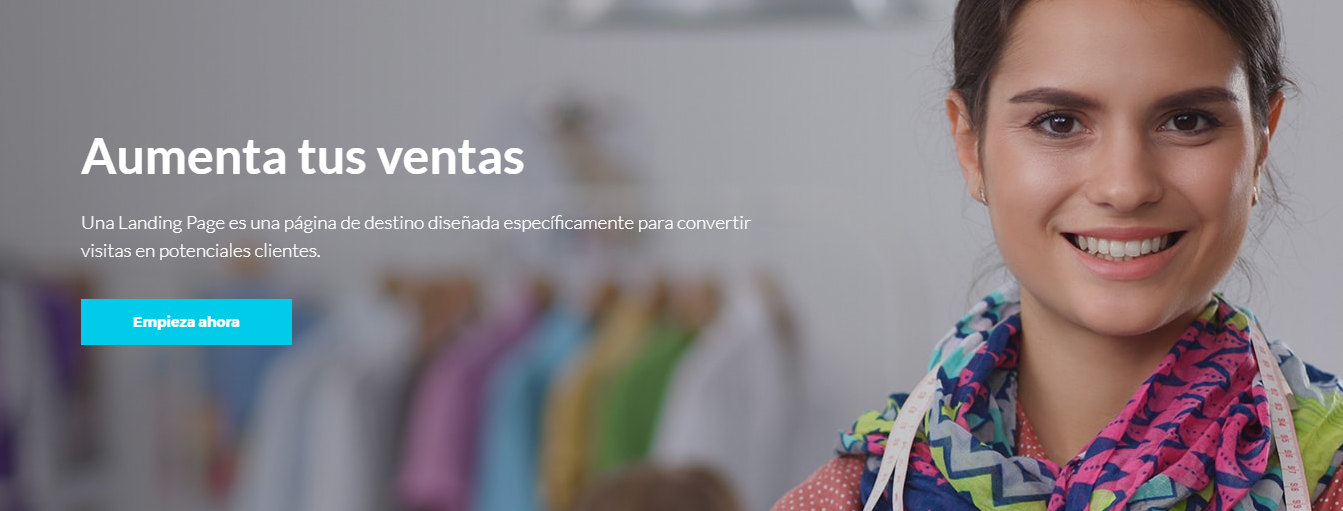 Aumenta tus ventas
Una Landing Page es una página de destino diseñada específicamente para convertir
visitas en potenciales clientes.
Empieza ahora